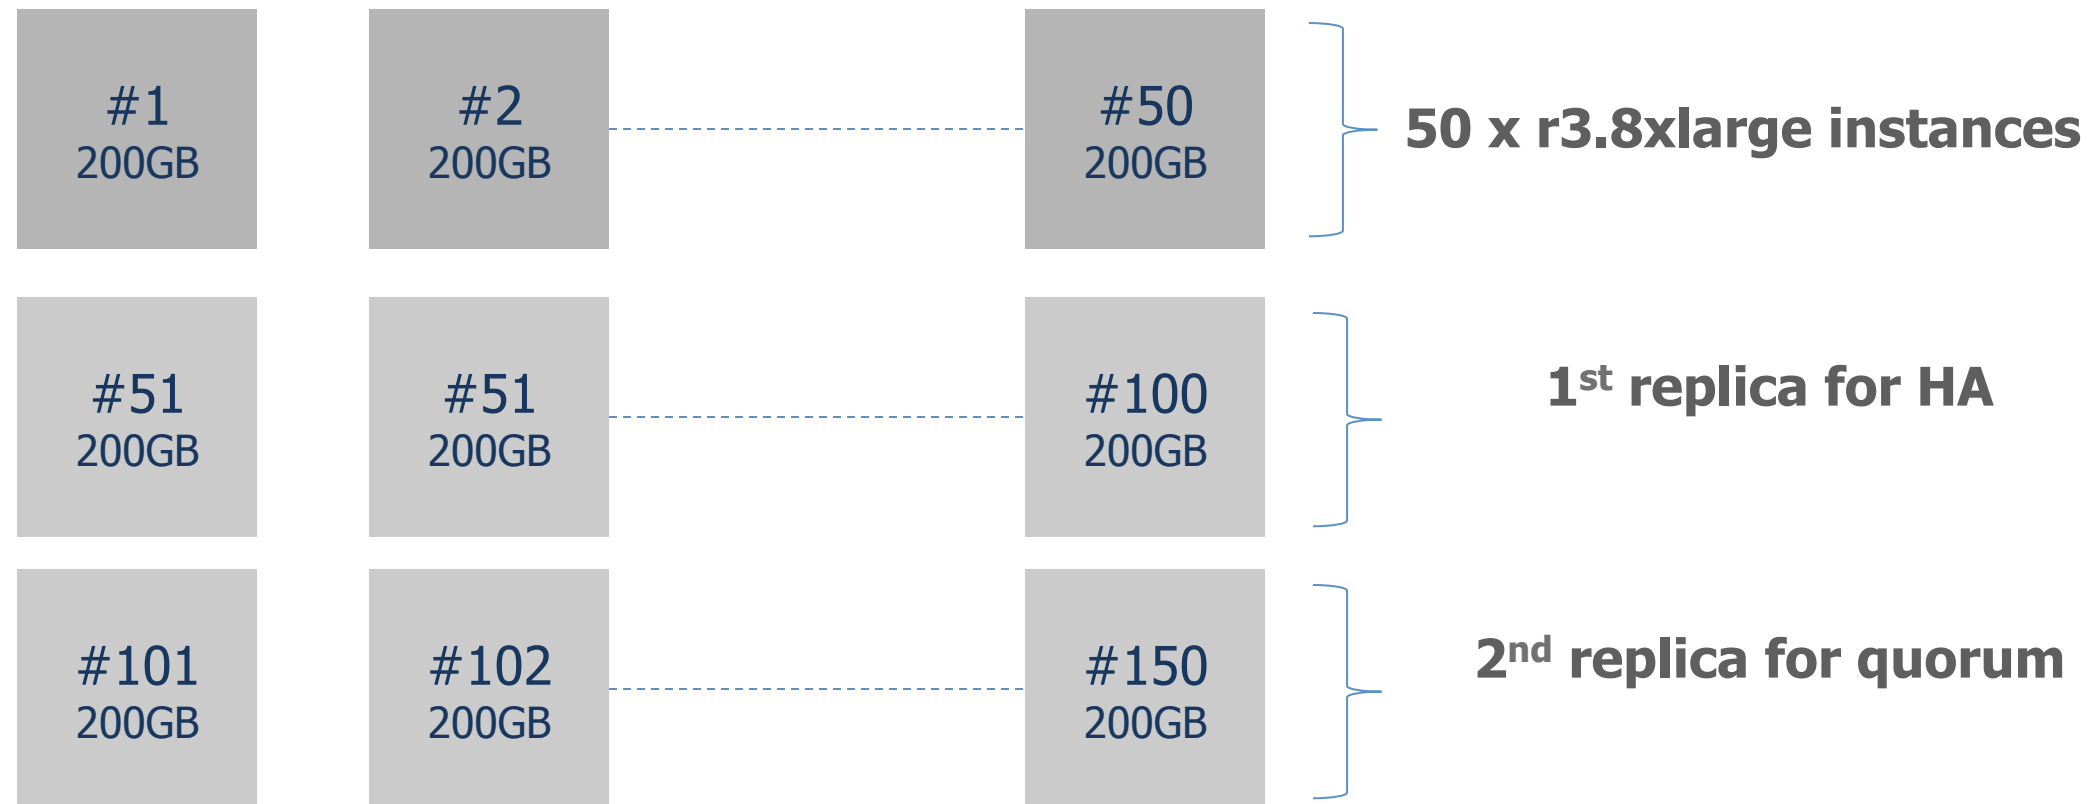 #1
200GB
#2
200GB
#50
200GB
50 x r3.8xlarge instances
#51
200GB
#51
200GB
#100
200GB
1st replica for HA
#101
200GB
#102
200GB
#150
200GB
2nd replica for quorum